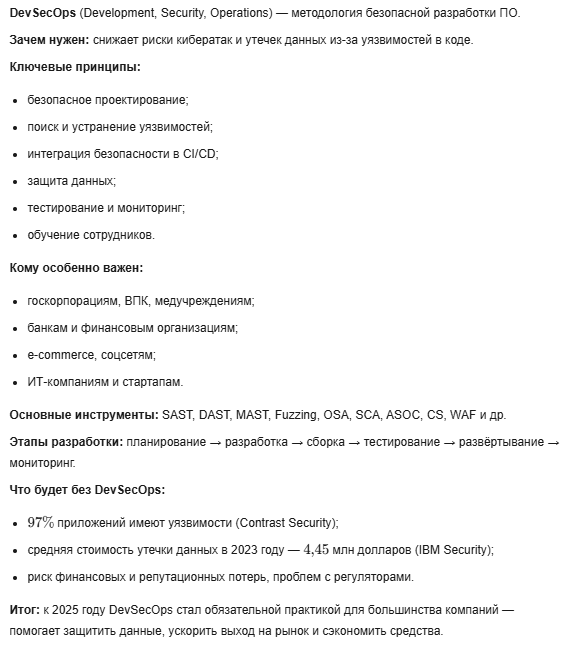 DevSecOps (Development, Security, Operations) — методология безопасной разработки ПО.
Зачем нужен: снижает риски кибератак и утечек данных из-за уязвимостей в коде.
Ключевые принципы:
• безопасное проектирование;
• поиск и устранение уязвимостей;
• интеграция безопасности в CI/CD;
• защита данных;
• тестирование и мониторинг;
• обучение сотрудников.
Кому особенно важен:
• госкорпорациям, ВПК, медучреждениям;
• банкам и финансовым организациям;
• e-commerce, соцсетям;
• ИТ-компаниям и стартапам.
Основные инструменты: SAST, DAST, MAST, Fuzzing, OSA, SCA, ASOC, CS, WAF и др.
Этапы разработки: планирование → разработка → сборка → тестирование → развёртывание →
мониторинг.
Что будет без DevSecOps:
• 97% приложений имеют уязвимости (Contrast Security);
• средняя стоимость утечки данных в 2023 году — 4,45 млн долларов (IBM Security);
• риск финансовых и репутационных потерь, проблем с регуляторами.
Итог: к 2025 году DevSecOps стал обязательной практикой для большинства компаний —
помогает защитить данные, ускорить выход на рынок и сэкономить средства.